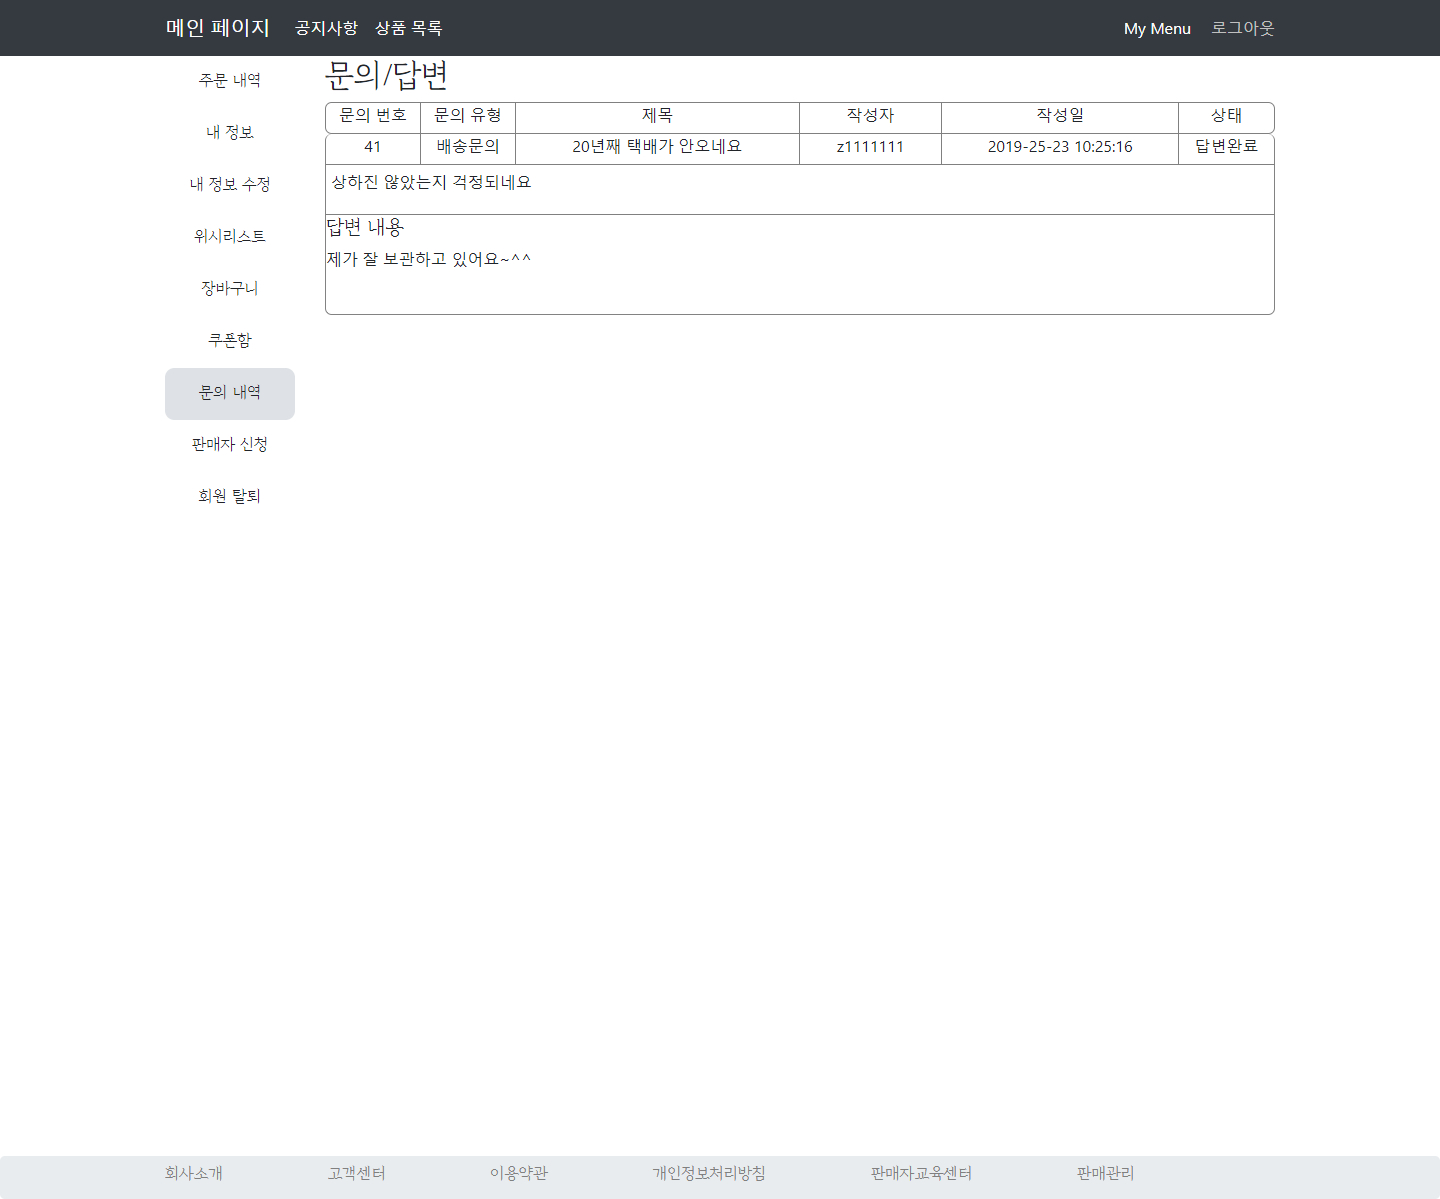 메인 페이지 공지사항 상품 목록 My Menu 로그아웃
주문 내역
내 정보
내 정보 수정
위시리스트
장바구니
쿠폰함
문의 내역
판매자 신청
회원 탈퇴
문의/답변
문의 번호 문의 유형 제목 작성자 작성일 상태
41 배송문의 20년째 택배가 안오네요 z1111111 2019-25-23 10:25:16 답변완료
상하진 않았는지 걱정되네요
답변 내용
제가 잘 보관하고 있어요~^^
회사소개 고객센터 이용약관 개인정보처리방침 판매자교육센터 판매관리